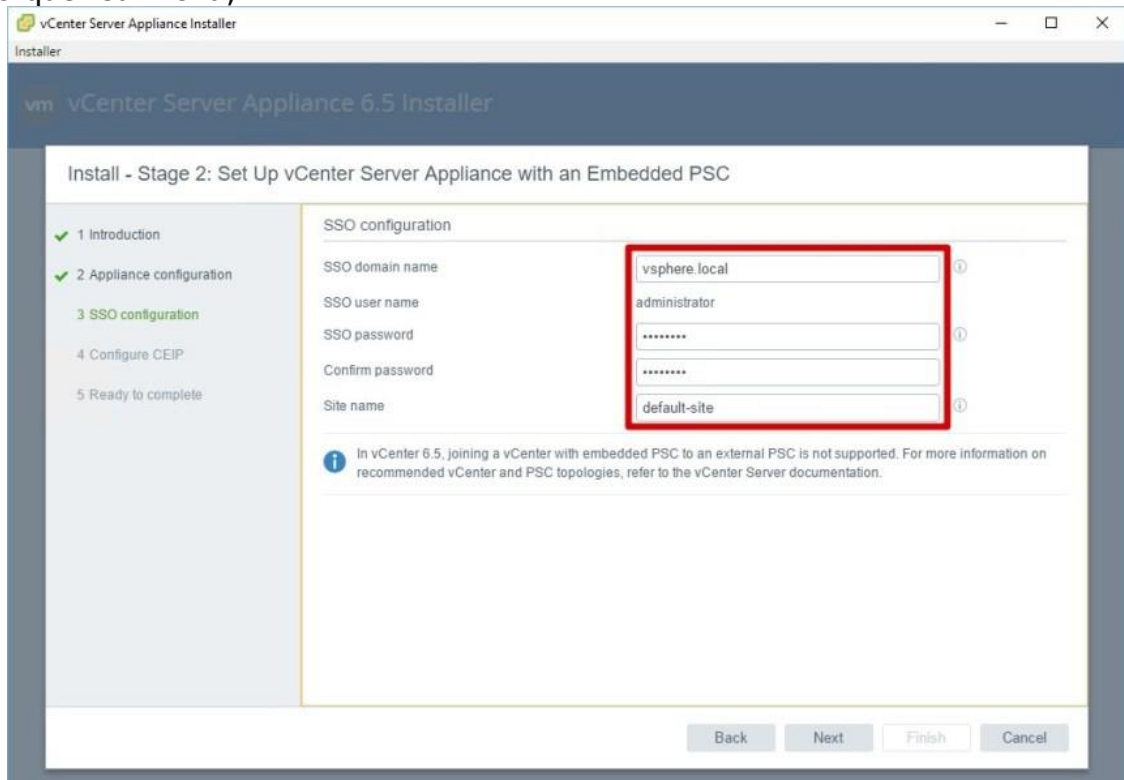 vCenter Server Appliance Installer
Installer
vm vCenter Server Appliance 6.5 Installer
Install - Stage 2: Set Up vCenter Server Appliance with an Embedded PSC
1 Introduction
2 Appliance configuration
3 SSO configuration
4 Configure CEIP
5 Ready to complete
SSO configuration
SSO domain name vsphere.local
SSO user name administrator
SSO password ••••••••
Confirm password ••••••••
Site name default-site
In vCenter 6.5, joining a vCenter with embedded PSC to an external PSC is not supported. For more information on
recommended vCenter and PSC topologies, refer to the vCenter Server documentation.
Back Next Finish Cancel